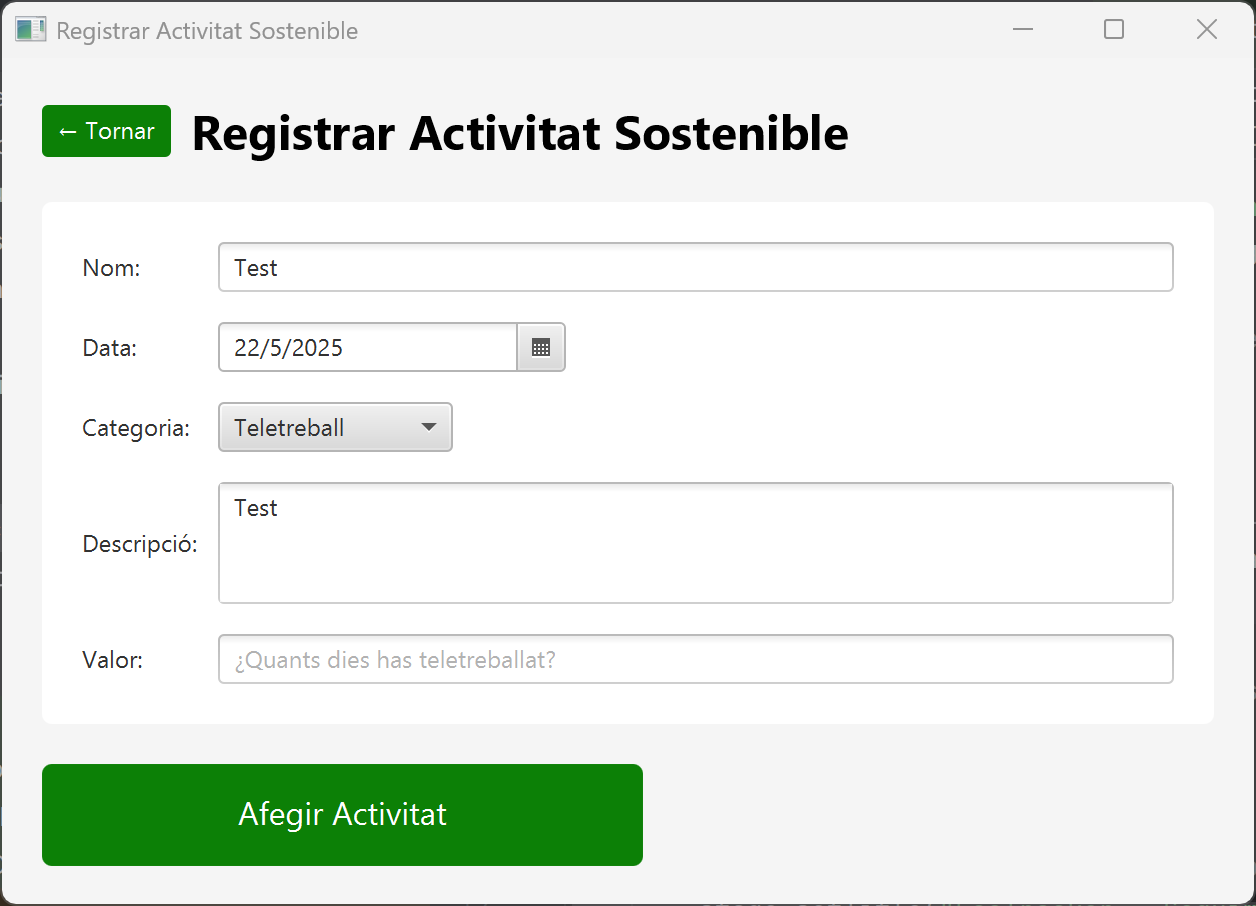 Registrar Activitat Sostenible
← Tornar
Registrar Activitat Sostenible
Nom:
Test
Data:
22/5/2025
Categoria:
Teletreball
Descripció:
Test
Valor:
¿Quants dies has teletreballat?
Afegir Activitat